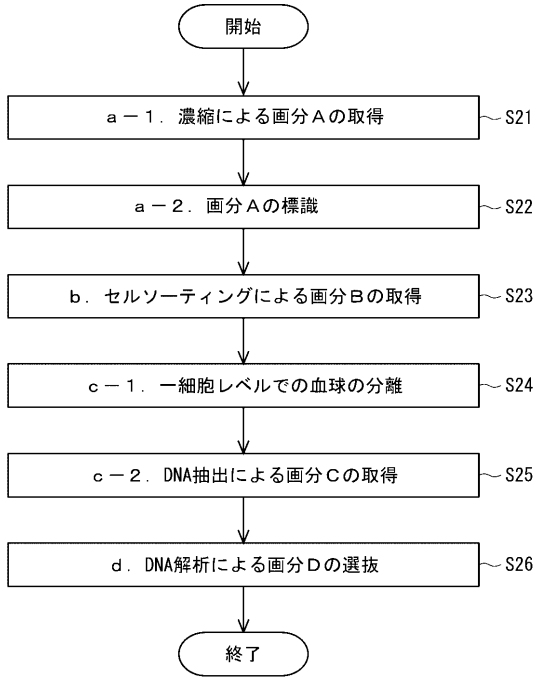 開始
ａ－１．濃縮による画分Ａの取得
S21
ａ－２．画分Ａの標識
S22
ｂ．セルソーティングによる画分Ｂの取得
S23
ｃ－１．一細胞レベルでの血球の分離
S24
ｃ－２．DNA抽出による画分Ｃの取得
S25
ｄ．DNA解析による画分Ｄの選抜
S26
終了